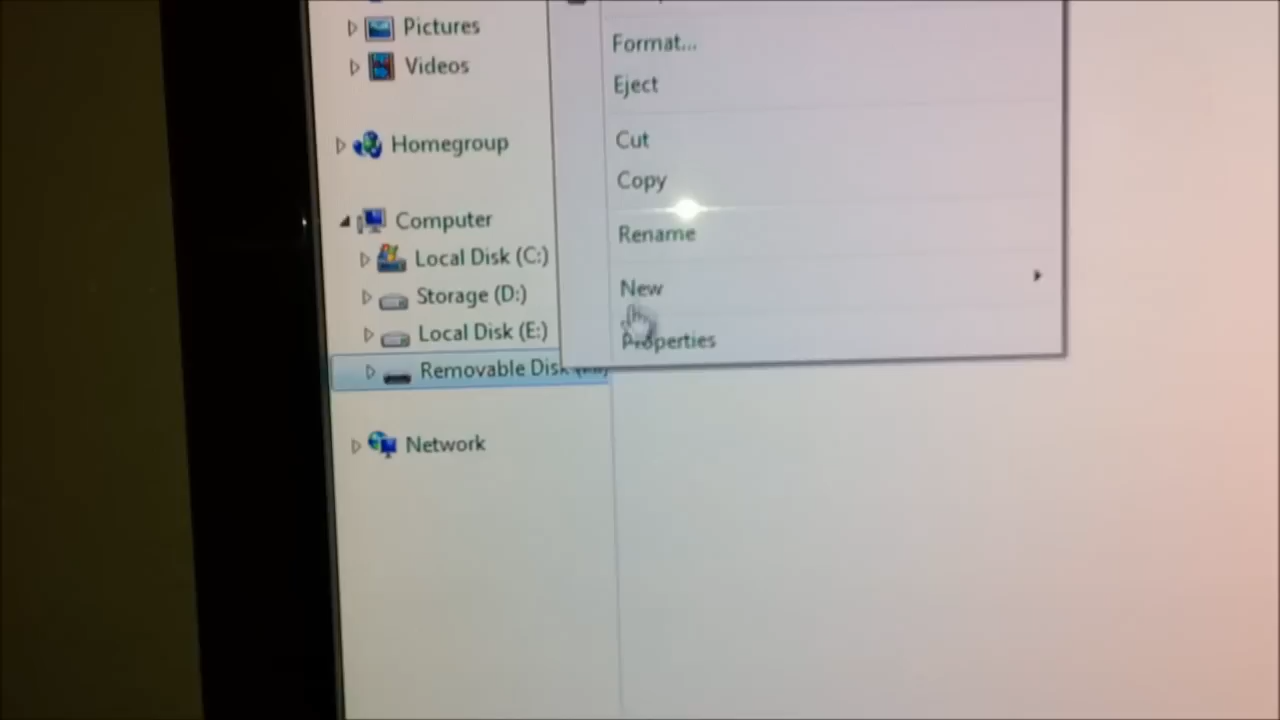 Pictures
Videos
Homegroup
Computer
Local Disk (C:)
Storage (D:)
Local Disk (E:)
Removable Disk
Network
Format...
Eject
Cut
Copy
Rename
New
Properties